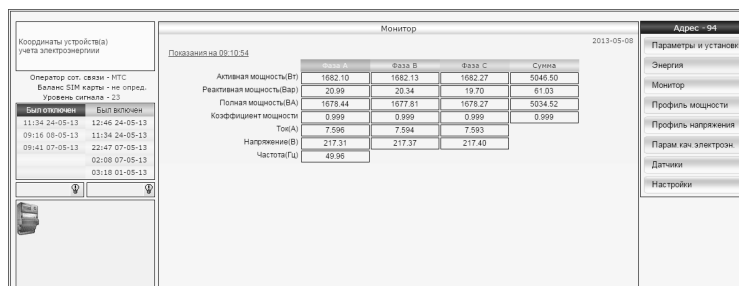 Монитор
Адрес - 94
Координаты устройств(а)
учета электроэнергиии
2013-05-08
Показания на 09:10:54
Фаза A Фаза B Фаза C Сумма
Активная мощность(Вт) 1682.10 1682.13 1682.27 5046.50
Реактивная мощность(Вар) 20.99 20.34 19.70 61.03
Полная мощность(ВА) 1678.44 1677.81 1678.27 5034.52
Коэффициент мощности 0.999 0.999 0.999 0.999
Ток(А) 7.596 7.594 7.593
Напряжение(В) 217.31 217.37 217.40
Частота(Гц) 49.96
Оператор сот. связи - МТС
Баланс SIM карты - не опред.
Уровень сигнала - 23
Был отключен Был включен
11:34 24-05-13 12:46 24-05-13
09:16 08-05-13 11:34 24-05-13
09:41 07-05-13 22:47 07-05-13
02:08 07-05-13
03:18 01-05-13
Параметры и установк
Энергия
Монитор
Профиль мощности
Профиль напряжения
Парам кач. электроэн.
Датчики
Настройки